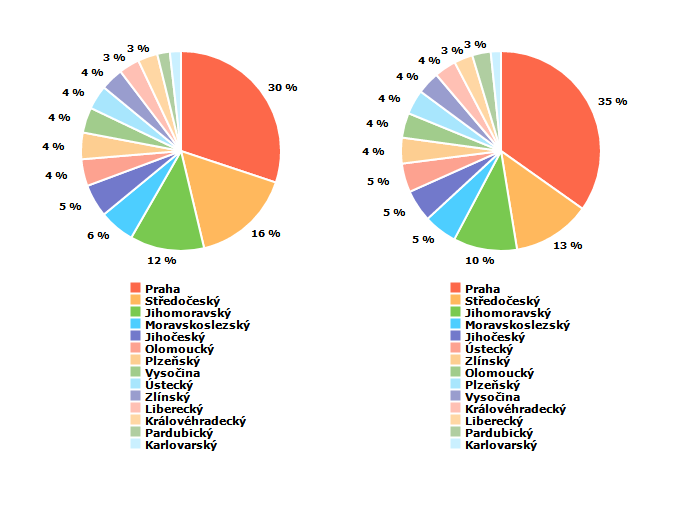 30 %
16 %
12 %
6 %
5 %
4 %
4 %
4 %
4 %
4 %
3 %
3 %
Praha
Středočeský
Jihomoravský
Moravskoslezský
Jihočeský
Olomoucký
Plzeňský
Vysočina
Ústecký
Zlínský
Liberecký
Královéhradecký
Pardubický
Karlovarský
35 %
13 %
10 %
5 %
5 %
5 %
4 %
4 %
4 %
4 %
4 %
3 %
3 %
Praha
Středočeský
Jihomoravský
Moravskoslezský
Jihočeský
Ústecký
Zlínský
Olomoucký
Plzeňský
Vysočina
Královéhradecký
Liberecký
Pardubický
Karlovarský